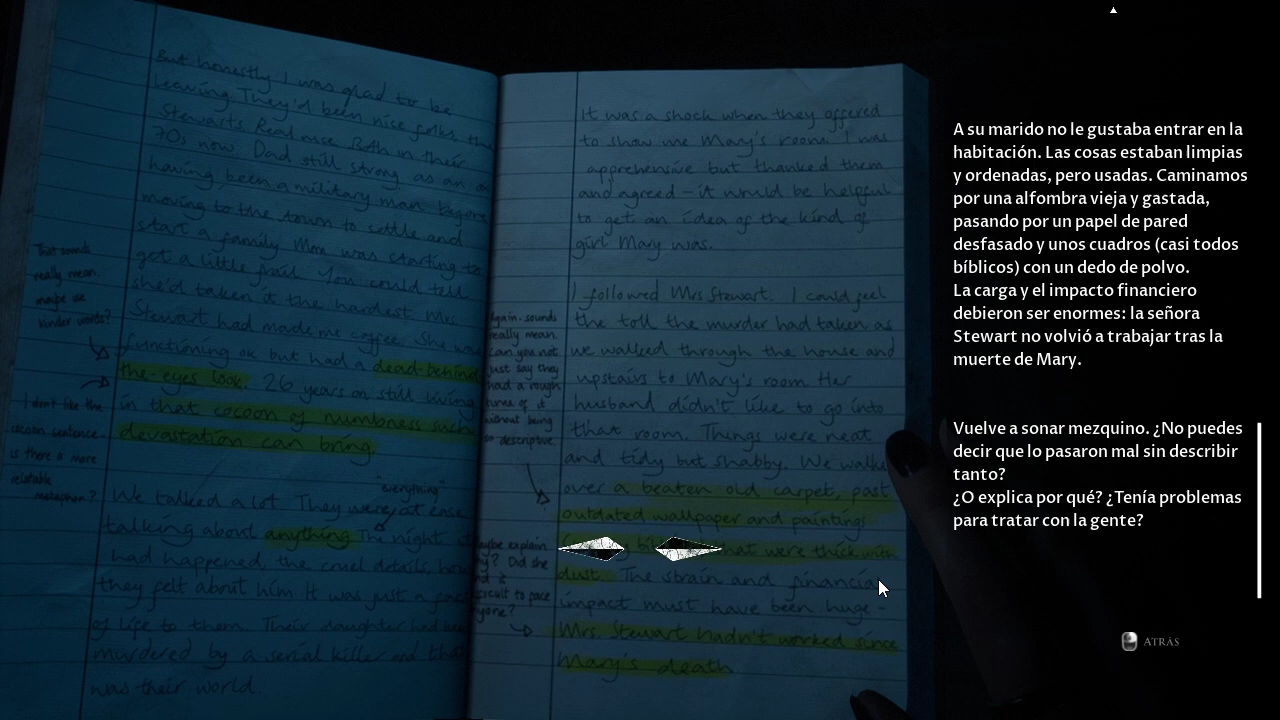 But honestly I was glad to be
leaving They'd been nice folks the
Stewarts. Real nice. Both in their
70s now. Dad still strong as an
having been a military man before
moving to the town to settle and
start a family Mom was starting to
get a little frail. You could tell
she'd taken it the hardest Mrs
Stewart had made me coffee. She was
functioning ok but had a dead-behind
the-eyes look. 26 years on still living
in that cocoon of numbness such
devastation can bring.
That sounds
really mean.
maybe use
kinder words?
I don't like the
cocoon sentence
is there a more
relatable
metaphor?
"everything"
We talked a lot. They were at ease
talking about anything The night it
had happened, the cruel details, how
they felt about him. It was just a
of life to them. Their daughter had been
murdered by a serial killer and that
was their world.
It was a shock when they offered
to show me Mary's room. I was
apprehensive but thanked them
and agreed - it would be helpful
to get an idea of the kind of
girl Mary was.
I followed Mrs Stewart. I could feel
the toll the murder had taken as
we walked through the house and
upstairs to Mary's room Her
husband didn't like to go into
that room. Things were neat
and tidy but shabby. We walked
over a beaten old carpet, past
outdated wallpaper and paintings
that were thick with
dust. The strain and financial
impact must have been huge -
Mrs. Stewart hadn't worked since
Mary's death
Again. sounds
really mean.
Can you not
just say they
had a rough
time of it
without being
so descriptive.
maybe explain
why? Did she
find it
difficult to face
anyone?
A su marido no le gustaba entrar en la
habitación. Las cosas estaban limpias
y ordenadas, pero usadas. Caminamos
por una alfombra vieja y gastada,
pasando por un papel de pared
desfasado y unos cuadros (casi todos
bíblicos) con un dedo de polvo.
La carga y el impacto financiero
debieron ser enormes: la señora
Stewart no volvió a trabajar tras la
muerte de Mary.
Vuelve a sonar mezquino. ¿No puedes
decir que lo pasaron mal sin describir
tanto?
¿O explica por qué? ¿Tenía problemas
para tratar con la gente?
ATRÁS